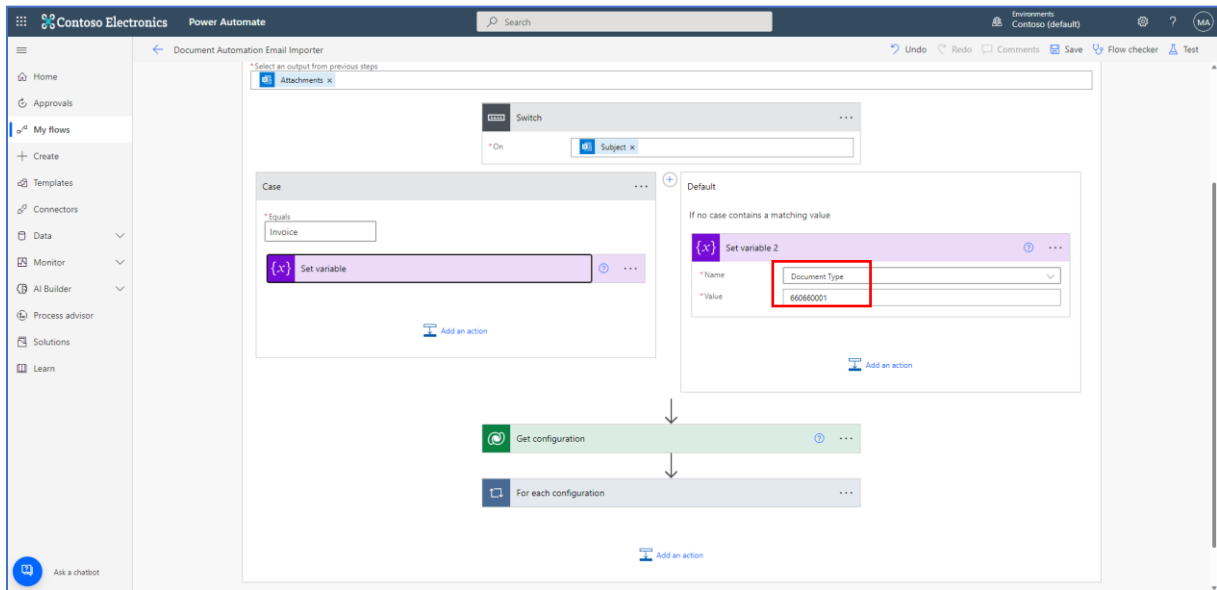 Contoso Electronics
Power Automate
Search
Environments
Contoso (default)
?
MA
Document Automation Email Importer
Undo
Redo
Comments
Save
Flow checker
Test
Home
Approvals
My flows
Create
Templates
Connectors
Data
Monitor
AI Builder
Process advisor
Solutions
Learn
Ask a chatbot
*Select an output from previous steps
Attachments ×
Switch
...
*On
Subject ×
Case
...
*Equals
Invoice
{x} Set variable
? ...
Add an action
Default
If no case contains a matching value
{x} Set variable 2
? ...
*Name
Document Type
*Value
660660001
Add an action
Get configuration
? ...
For each configuration
...
Add an action